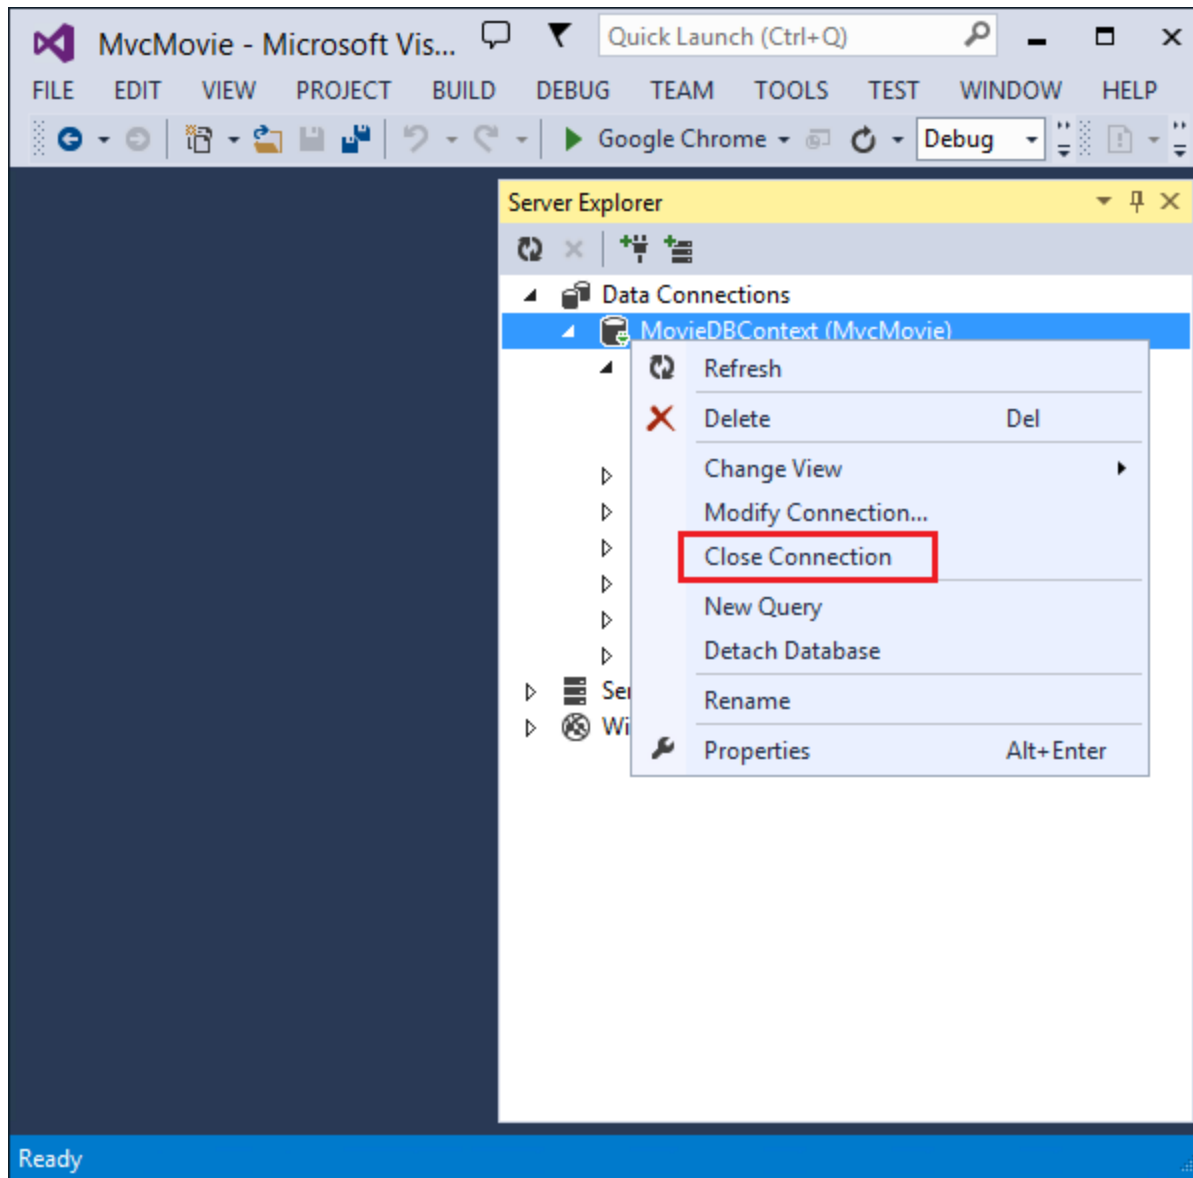 MvcMovie - Microsoft Vis...
Quick Launch (Ctrl+Q)
FILE EDIT VIEW PROJECT BUILD DEBUG TEAM TOOLS TEST WINDOW HELP
Google Chrome Debug
Server Explorer
Data Connections
MovieDBContext (MvcMovie)
Refresh
Delete Del
Change View
Modify Connection...
Close Connection
New Query
Detach Database
Ser
Rename
Wi
Properties Alt+Enter
Ready